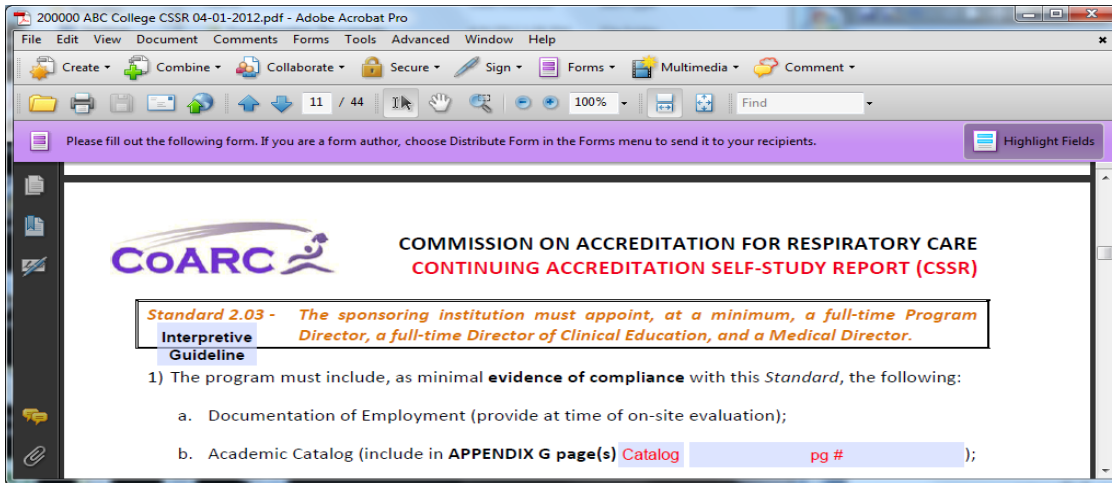 200000 ABC College CSSR 04-01-2012.pdf - Adobe Acrobat Pro
File Edit View Document Comments Forms Tools Advanced Window Help
Create Combine Collaborate Secure Sign Forms Multimedia Comment
11 / 44 100% Find
Please fill out the following form. If you are a form author, choose Distribute Form in the Forms menu to send it to your recipients. Highlight Fields
CoARC
COMMISSION ON ACCREDITATION FOR RESPIRATORY CARE
CONTINUING ACCREDITATION SELF-STUDY REPORT (CSSR)
Standard 2.03 - The sponsoring institution must appoint, at a minimum, a full-time Program
Interpretive Director, a full-time Director of Clinical Education, and a Medical Director.
Guideline
1) The program must include, as minimal evidence of compliance with this Standard, the following:
a. Documentation of Employment (provide at time of on-site evaluation);
b. Academic Catalog (include in APPENDIX G page(s) Catalog pg # );